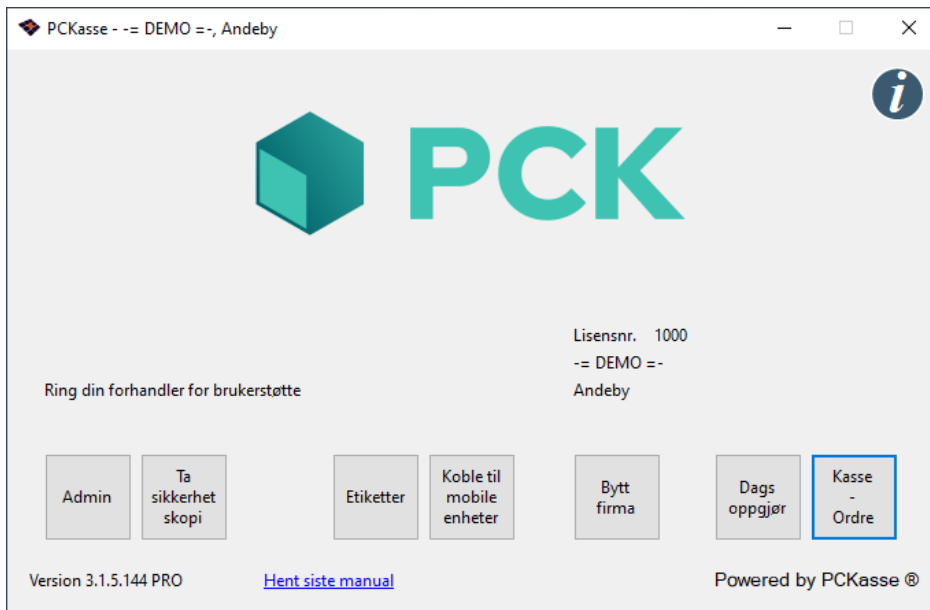 PCKasse - -= DEMO =-, Andeby
i
PCK
Lisensnr. 1000
-= DEMO =-
Ring din forhandler for brukerstøtte
Andeby
Admin
Ta
sikkerhet
skopi
Etiketter
Koble til
mobile
enheter
Bytt
firma
Dags
oppgjør
Kasse
-
Ordre
Version 3.1.5.144 PRO
Hent siste manual
Powered by PCKasse ®